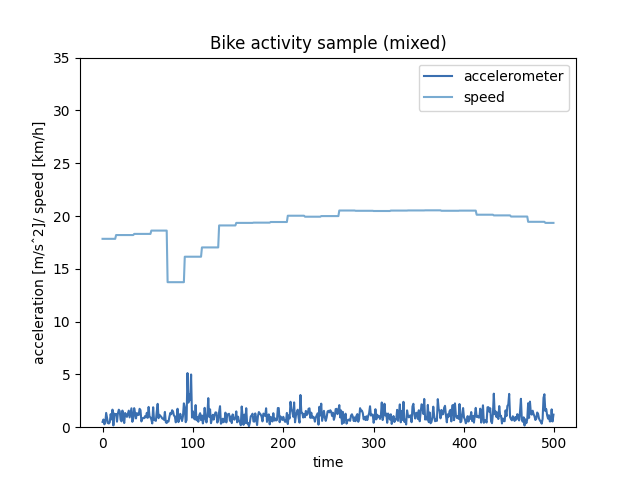 Bike activity sample (mixed)
accelerometer
speed
acceleration [m/s^2]/ speed [km/h]
35
30
25
20
15
10
5
0
0 100 200 300 400 500
time